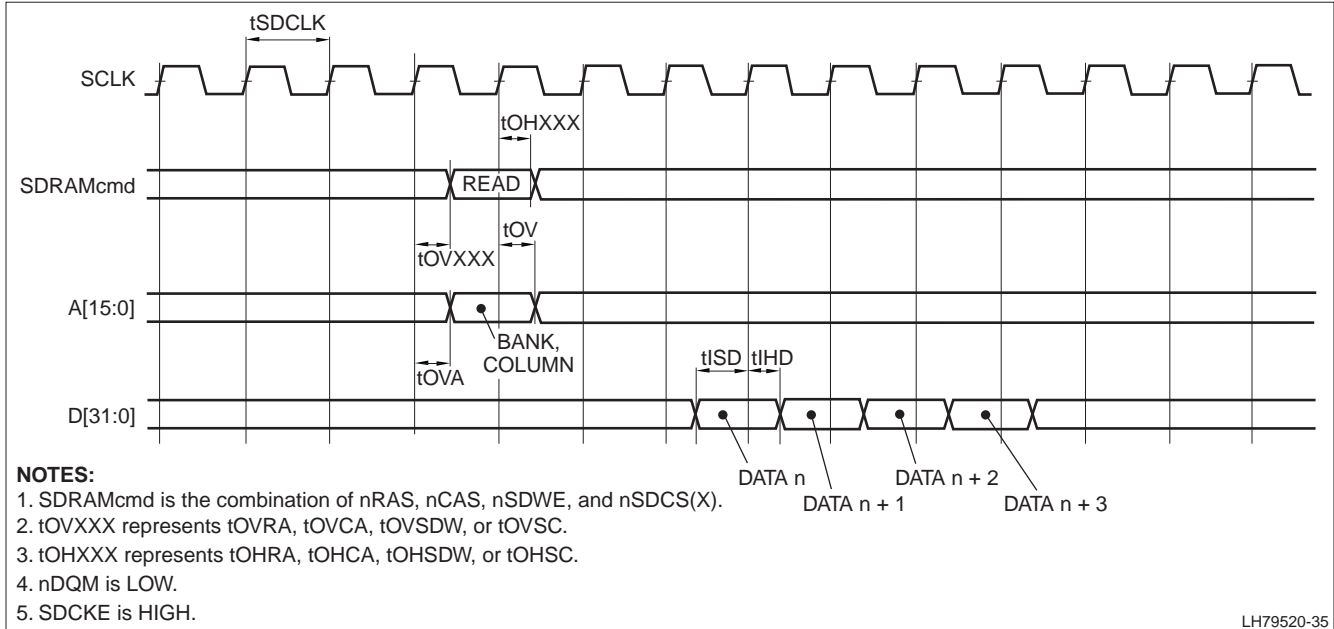 tSDCLK
SCLK
tOHXXX
SDRAMcmd
READ
tOVXXX
tOV
A[15:0]
BANK,
COLUMN
tOVA
tISD
tIHD
D[31:0]
DATA n
DATA n + 1
DATA n + 2
DATA n + 3
NOTES:
1. SDRAMcmd is the combination of nRAS, nCAS, nSDWE, and nSDCS(X).
2. tOVXXX represents tOVRA, tOVCA, tOVSDW, or tOVSC.
3. tOHXXX represents tOHRA, tOHCA, tOHSDW, or tOHSC.
4. nDQM is LOW.
5. SDCKE is HIGH.
LH79520-35